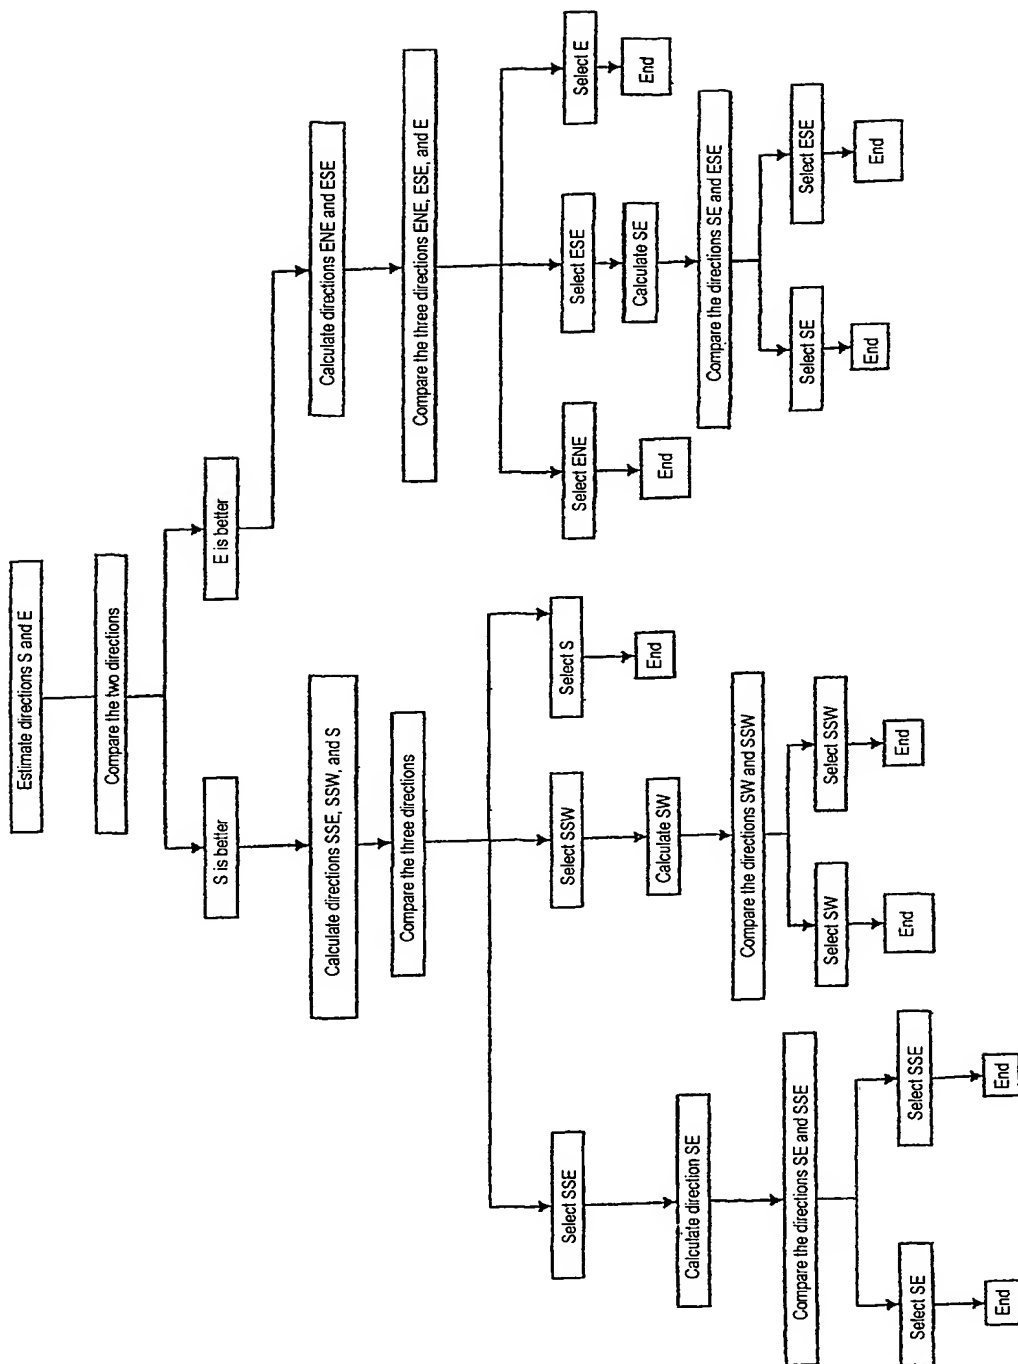 Estimate directions S and E
Compare the two directions
S is better
E is better
Calculate directions SSE, SSW, and S
Calculate directions ENE and ESE
Compare the three directions
Compare the three directions ENE, ESE, and E
Select SSE
Select SSW
Select S
Select ENE
Select ESE
Select E
End
End
End
Calculate direction SE
Calculate SW
Calculate SE
Compare the directions SE and SSE
Compare the directions SW and SSW
Compare the directions SE and ESE
Select SE
Select SSE
Select SW
Select SSW
Select SE
Select ESE
End
End
End
End
End
End